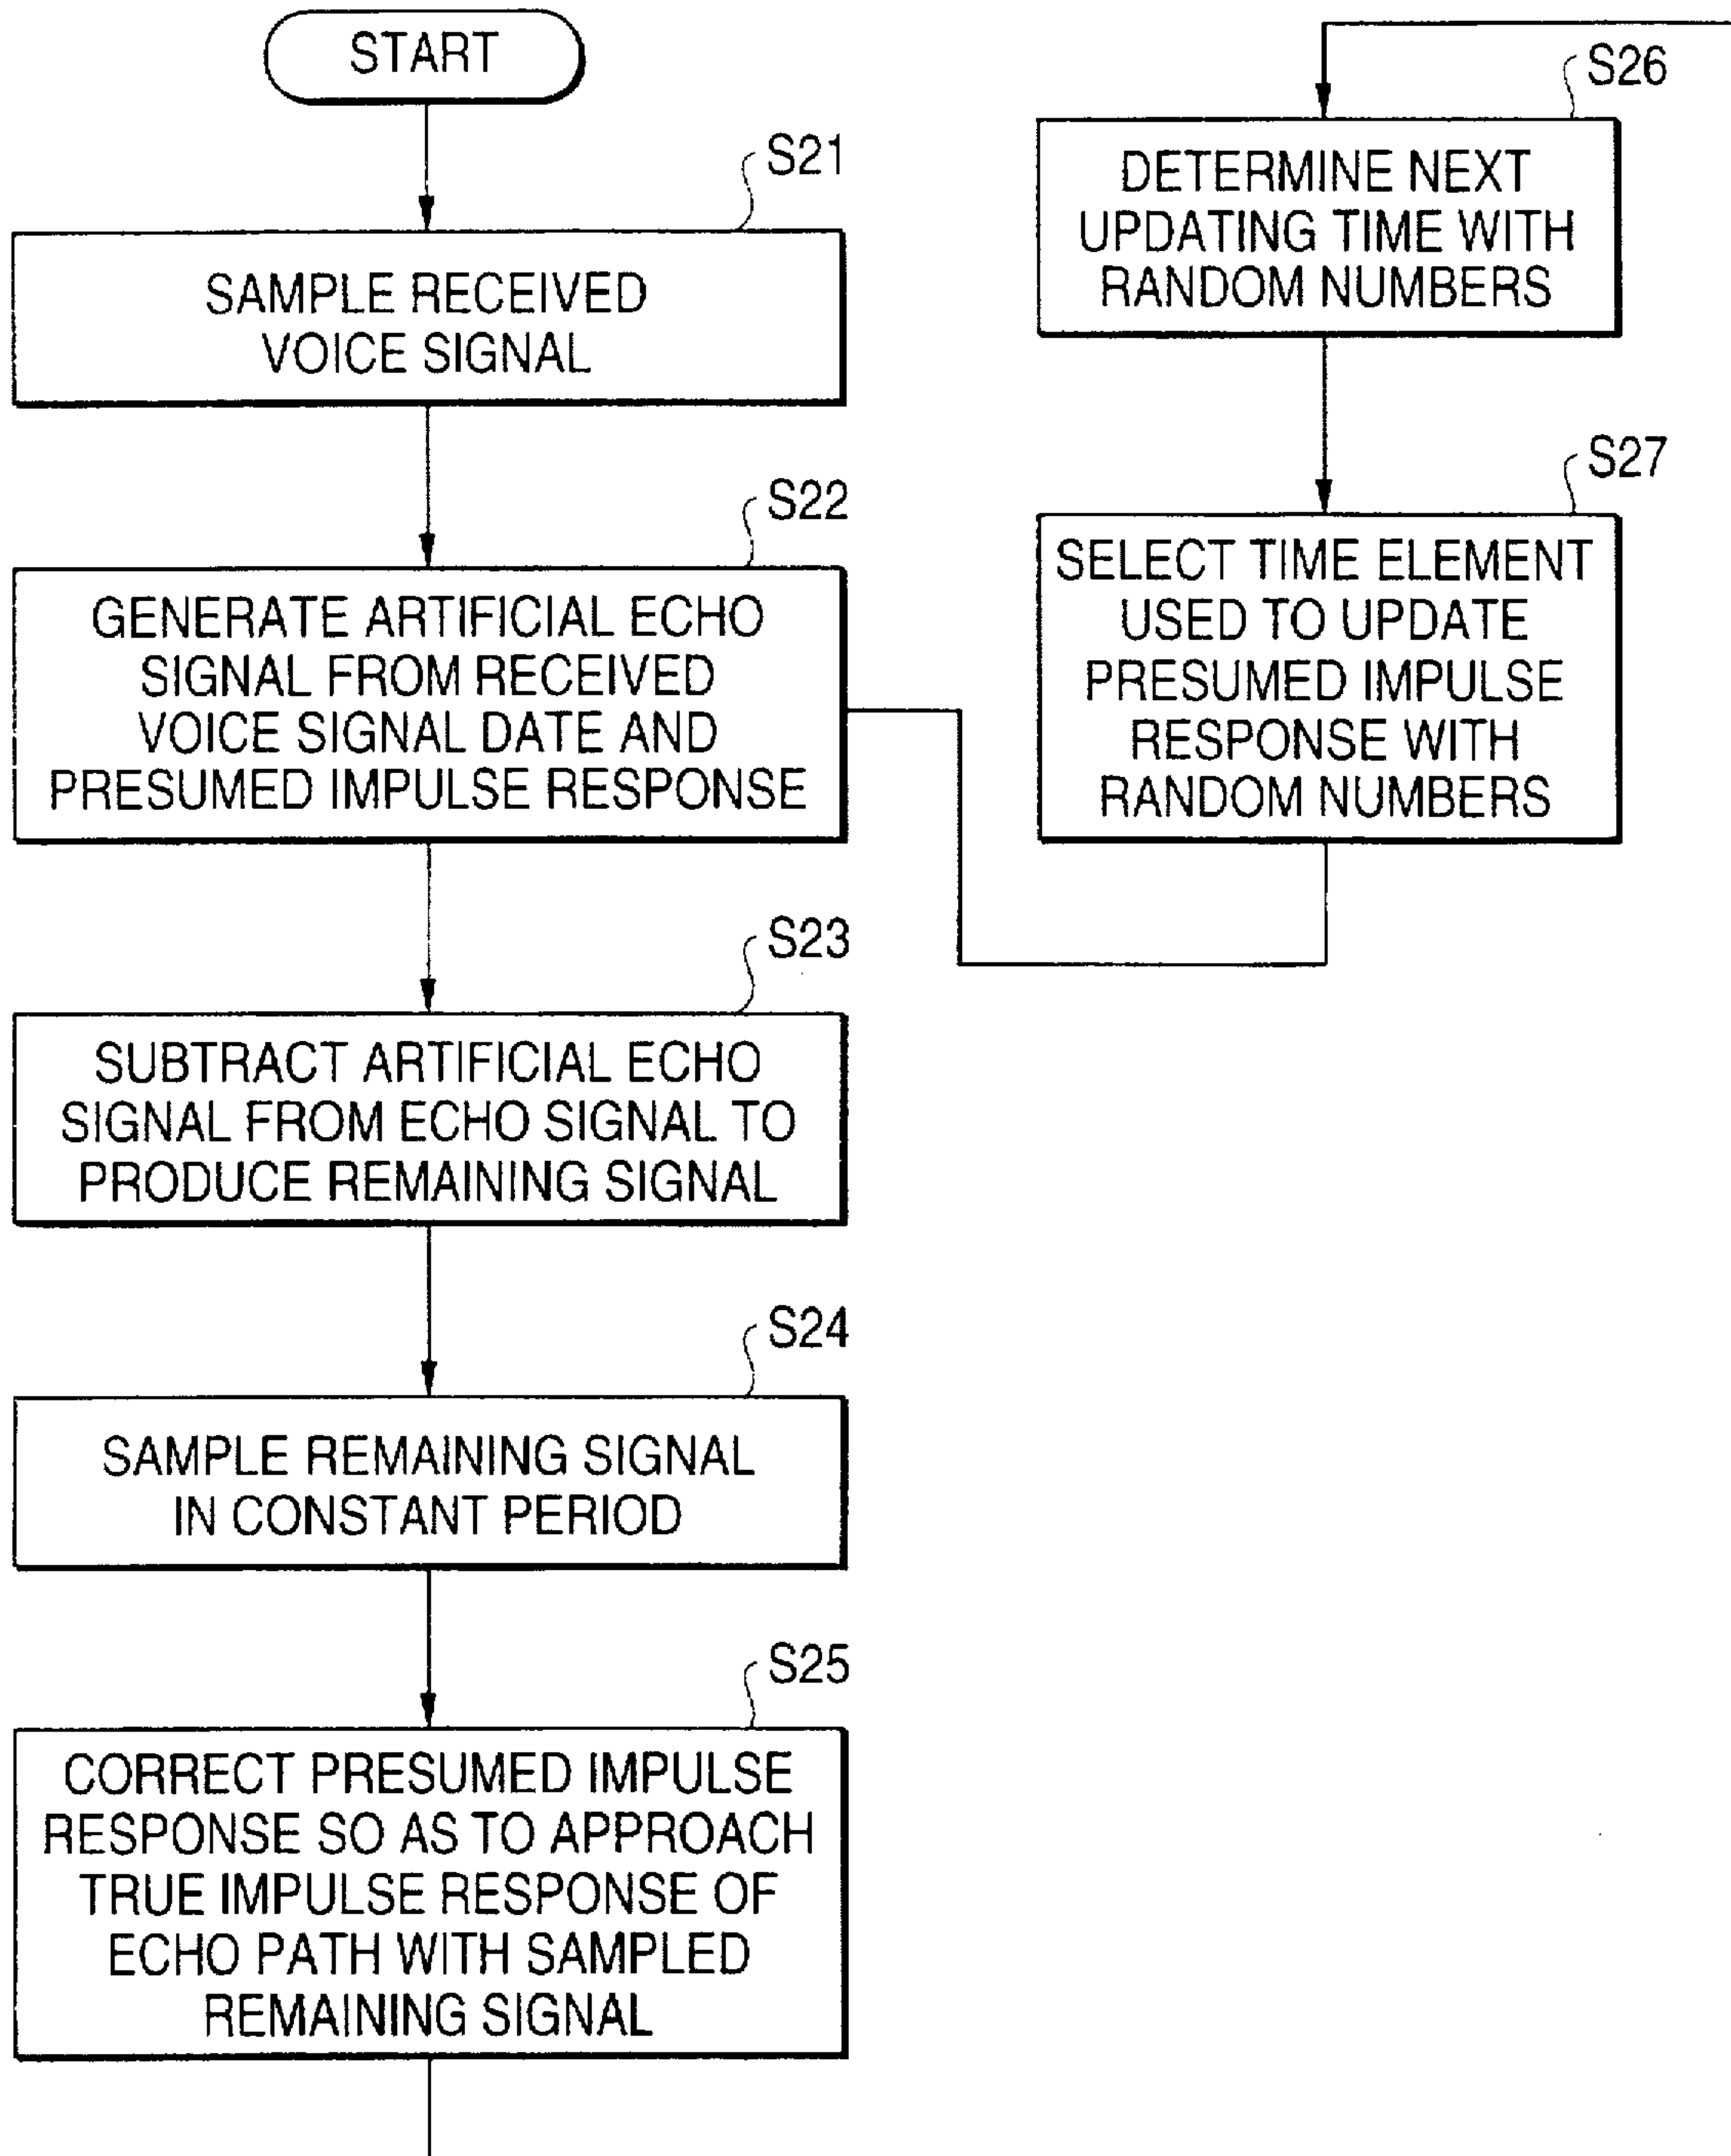 START
S21
SAMPLE RECEIVED
VOICE SIGNAL
S22
GENERATE ARTIFICIAL ECHO
SIGNAL FROM RECEIVED
VOICE SIGNAL DATE AND
PRESUMED IMPULSE RESPONSE
S23
SUBTRACT ARTIFICIAL ECHO
SIGNAL FROM ECHO SIGNAL TO
PRODUCE REMAINING SIGNAL
S24
SAMPLE REMAINING SIGNAL
IN CONSTANT PERIOD
S25
CORRECT PRESUMED IMPULSE
RESPONSE SO AS TO APPROACH
TRUE IMPULSE RESPONSE OF
ECHO PATH WITH SAMPLED
REMAINING SIGNAL
S26
DETERMINE NEXT
UPDATING TIME WITH
RANDOM NUMBERS
S27
SELECT TIME ELEMENT
USED TO UPDATE
PRESUMED IMPULSE
RESPONSE WITH
RANDOM NUMBERS